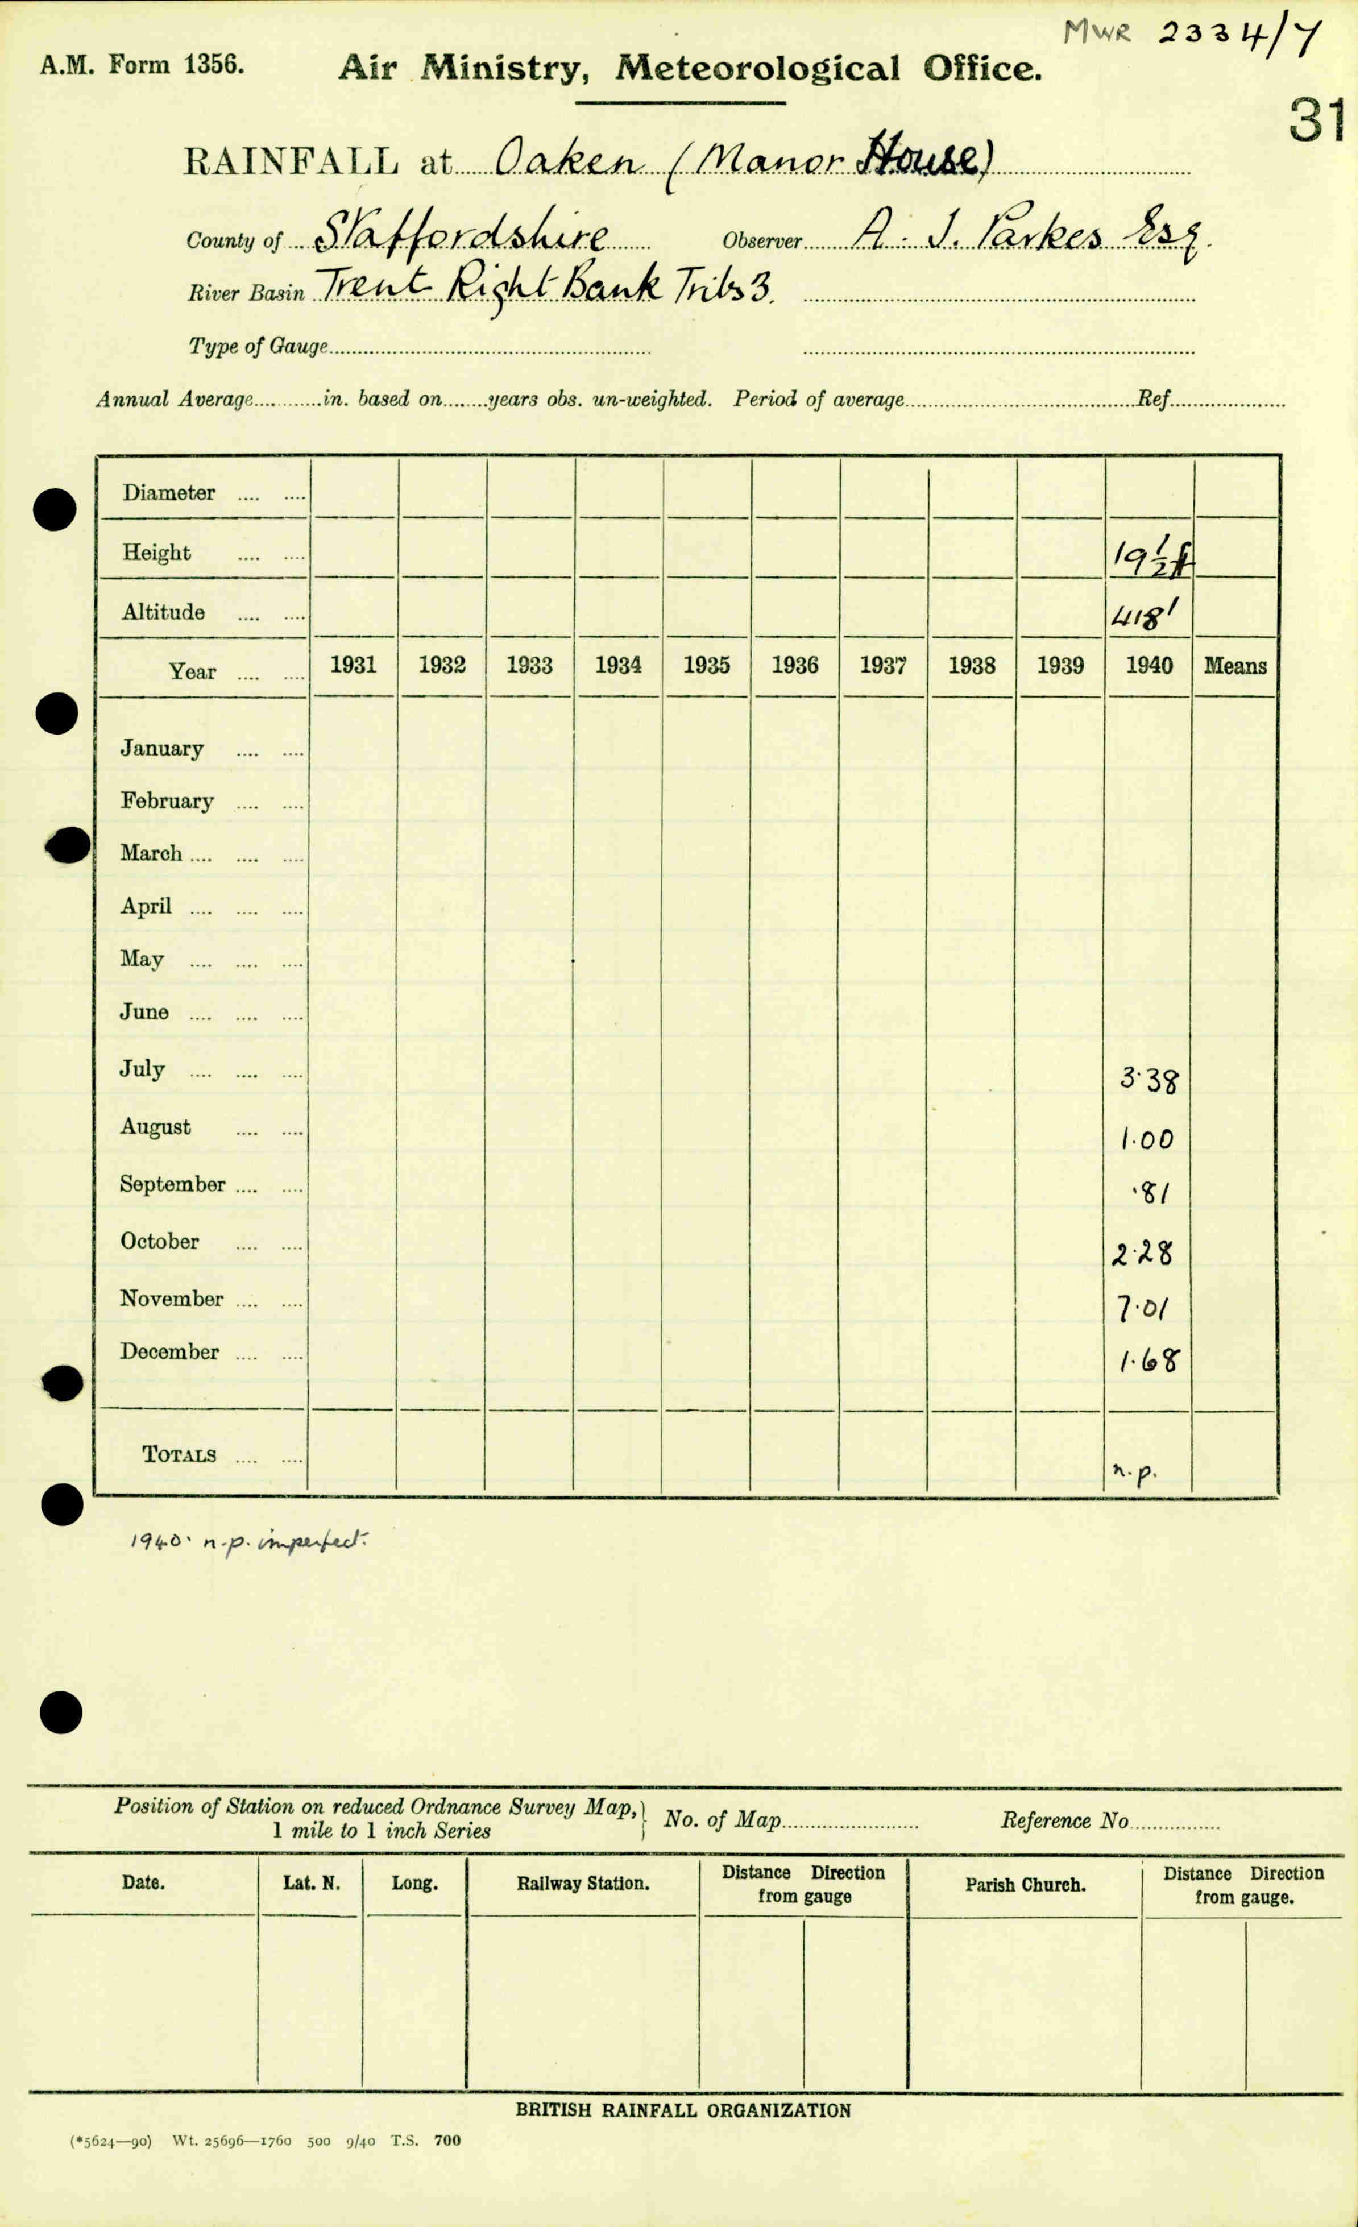 MWR 2334/7
A.M. Form 1356. Air Ministry, Meteorological Office.
31
RAINFALL at Oaken (Manor House)
County of Staffordshire Observer A. J. Parkes Esq.
River Basin Trent Right Bank Tribs 3.
Type of Gauge
Annual Average in. based on years obs. un-weighted. Period of average Ref.
Diameter
Height 19½ ft
Altitude 418'
Year 1931 1932 1933 1934 1935 1936 1937 1938 1939 1940 Means
January
February
March
April
May
June
July 3.38
August 1.00
September .81
October 2.28
November 7.01
December 1.68
TOTALS n.p.
1940. n.p. imperfect.
Position of Station on reduced Ordnance Survey Map, } No. of Map Reference No
1 mile to 1 inch Series
Date. Lat. N. Long. Railway Station. Distance Direction from gauge Parish Church. Distance Direction from gauge.
BRITISH RAINFALL ORGANIZATION
(*5624—90) Wt. 25696—1760 500 9/40 T.S. 700